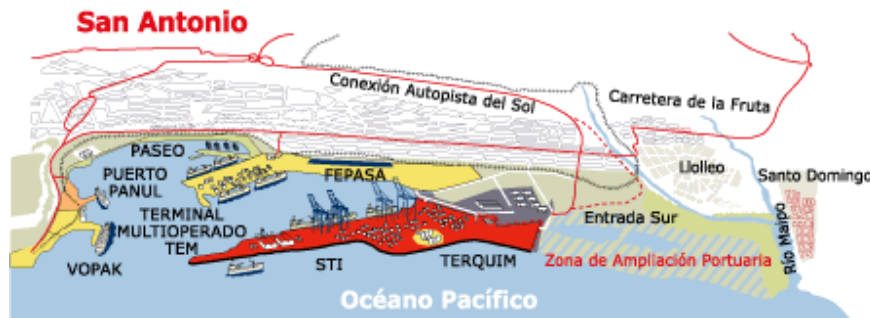 San Antonio
Conexión Autopista del Sol
Carretera de la Fruta
PASEO
PUERTO
PANUL
FEPASA
Llolleo
Santo Domingo
TERMINAL
MULTIOPERADO
TEM
Entrada Sur
Río Maipo
VOPAK
STI
TERQUIM
Zona de Ampliación Portuaria
Océano Pacífico